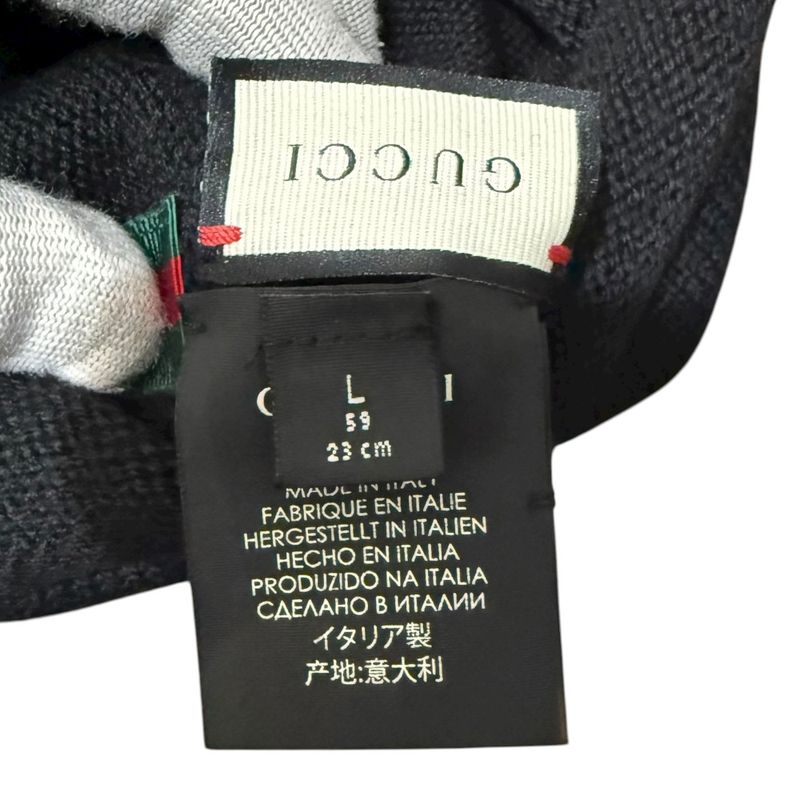 GUCCI
L
59
23 cm
MADE IN ITALY
FABRIQUE EN ITALIE
HERGESTELLT IN ITALIEN
HECHO EN ITALIA
PRODUZIDO NA ITALIA
СДЕЛАНО В ИТАЛИИ
イタリア製
产地:意大利